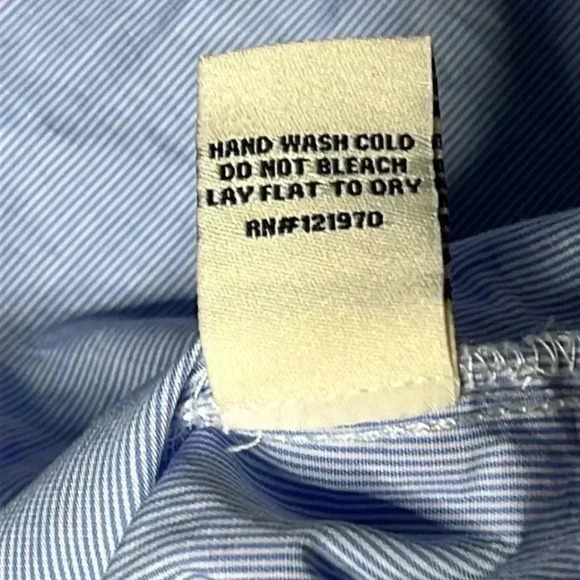 HAND WASH COLD
DO NOT BLEACH
LAY FLAT TO DRY
RN#121970